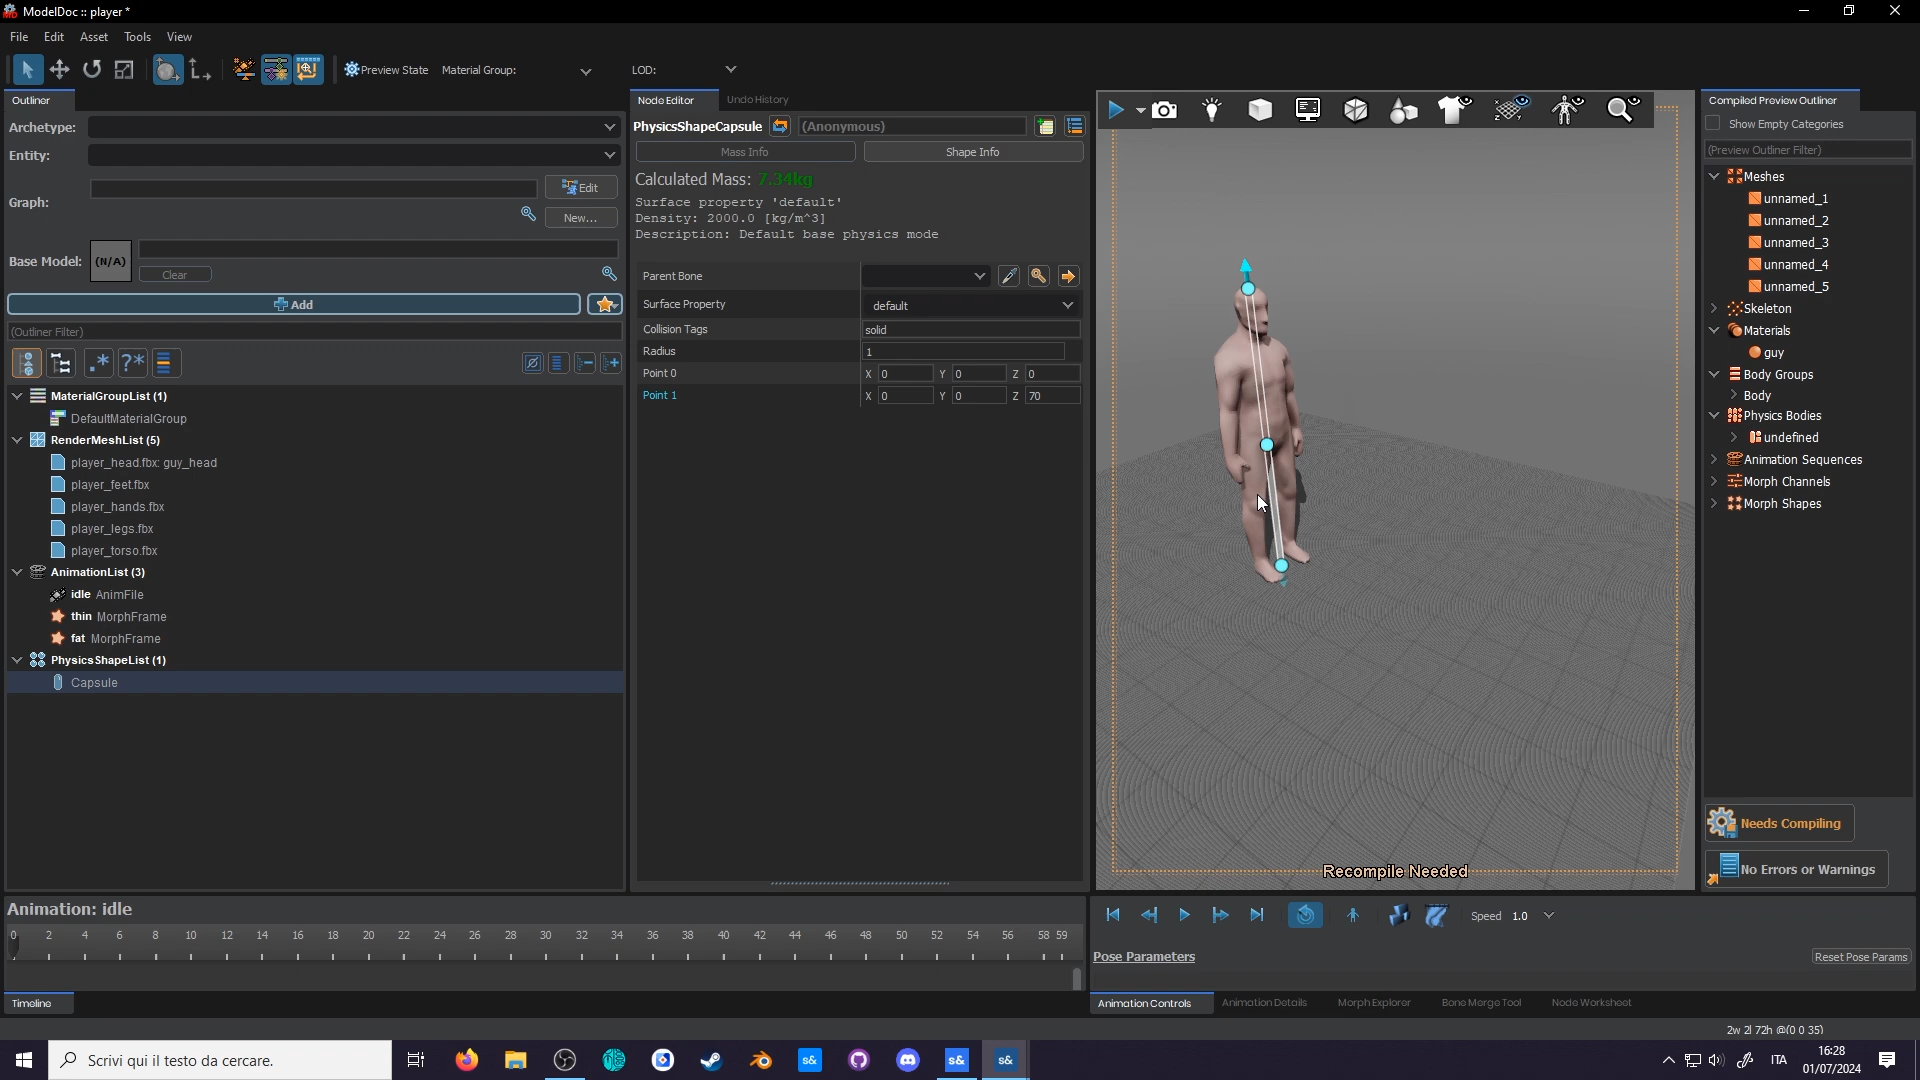 ModelDoc :: player *
File Edit Asset Tools View
Preview State Material Group: LOD:
Outliner
Archetype:
Entity:
Graph:
Edit
New...
Base Model: (N/A)
Clear
Add
(Outliner Filter)
.* ?*
MaterialGroupList (1)
DefaultMaterialGroup
RenderMeshList (5)
player_head.fbx: guy_head
player_feet.fbx
player_hands.fbx
player_legs.fbx
player_torso.fbx
AnimationList (3)
idle AnimFile
thin MorphFrame
fat MorphFrame
PhysicsShapeList (1)
Capsule
Node Editor Undo History
PhysicsShapeCapsule (Anonymous)
Mass Info Shape Info
Calculated Mass: 7.34kg
Surface property 'default'
Density: 2000.0 [kg/m^3]
Description: Default base physics mode
Parent Bone
Surface Property default
Collision Tags solid
Radius 1
Point 0 X 0 Y 0 Z 0
Point 1 X 0 Y 0 Z 70
Recompile Needed
Compiled Preview Outliner
Show Empty Categories
(Preview Outliner Filter)
Meshes
unnamed_1
unnamed_2
unnamed_3
unnamed_4
unnamed_5
Skeleton
Materials
guy
Body Groups
Body
Physics Bodies
undefined
Animation Sequences
Morph Channels
Morph Shapes
Needs Compiling
No Errors or Warnings
Animation: idle
0 2 4 6 8 10 12 14 16 18 20 22 24 26 28 30 32 34 36 38 40 42 44 46 48 50 52 54 56 58 59
Timeline
Speed 1.0
Pose Parameters Reset Pose Params
Animation Controls Animation Details Morph Explorer Bone Merge Tool Node Worksheet
2w 2l 72h @(0 0 35)
Scrivi qui il testo da cercare.
s& s& s&
ITA
16:28
01/07/2024